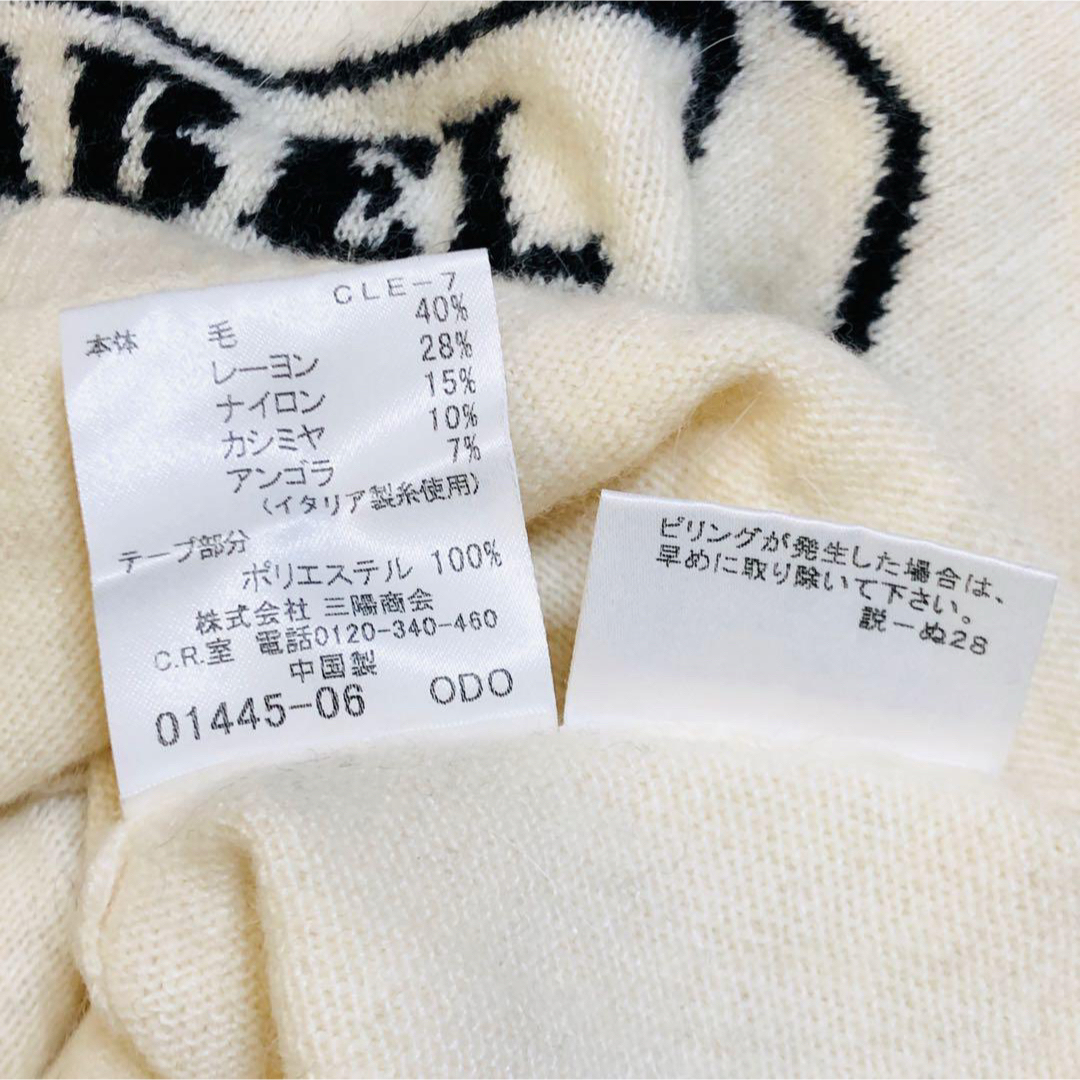 IGEL
CLE-7
本体 毛 40%
レーヨン 28%
ナイロン 15%
カシミヤ 10%
アンゴラ 7%
(イタリア製糸使用)
テープ部分
ポリエステル 100%
株式会社 三陽商会
C.R.室 電話0120-340-460
中国製
01445-06 ODO
ピリングが発生した場合は、
早めに取り除いて下さい。
説ーぬ28